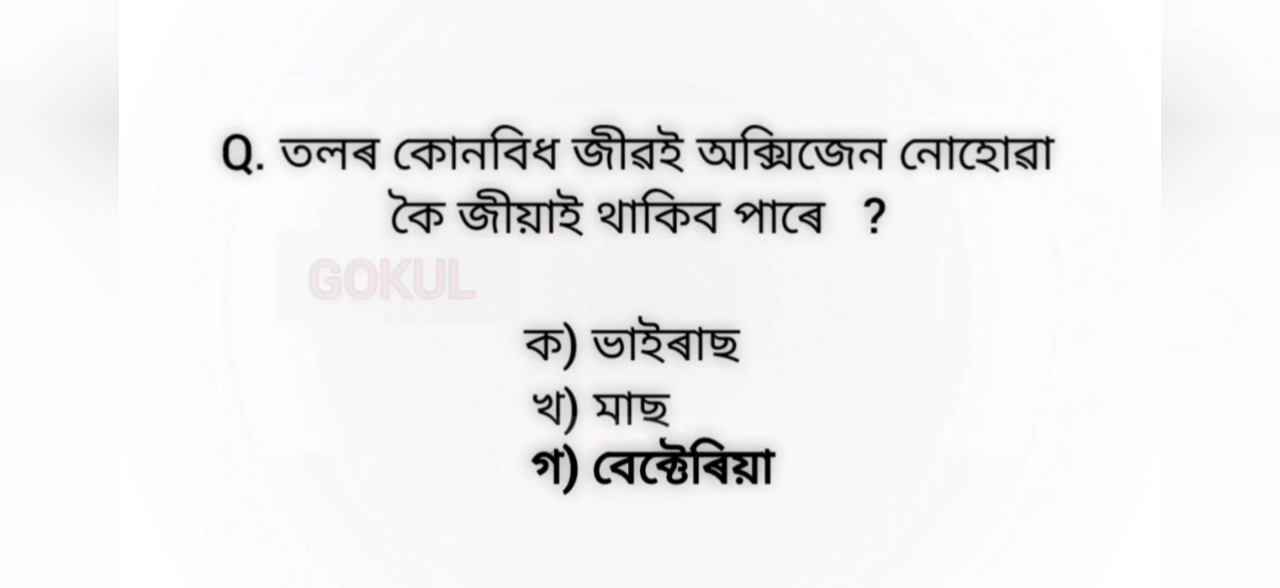 Q. তলৰ কোনবিধ জীৱই অক্সিজেন নোহোৱা
কৈ জীয়াই থাকিব পাৰে ?
GOKUL
ক) ভাইৰাছ
খ) মাছ
গ) বেক্টেৰিয়া